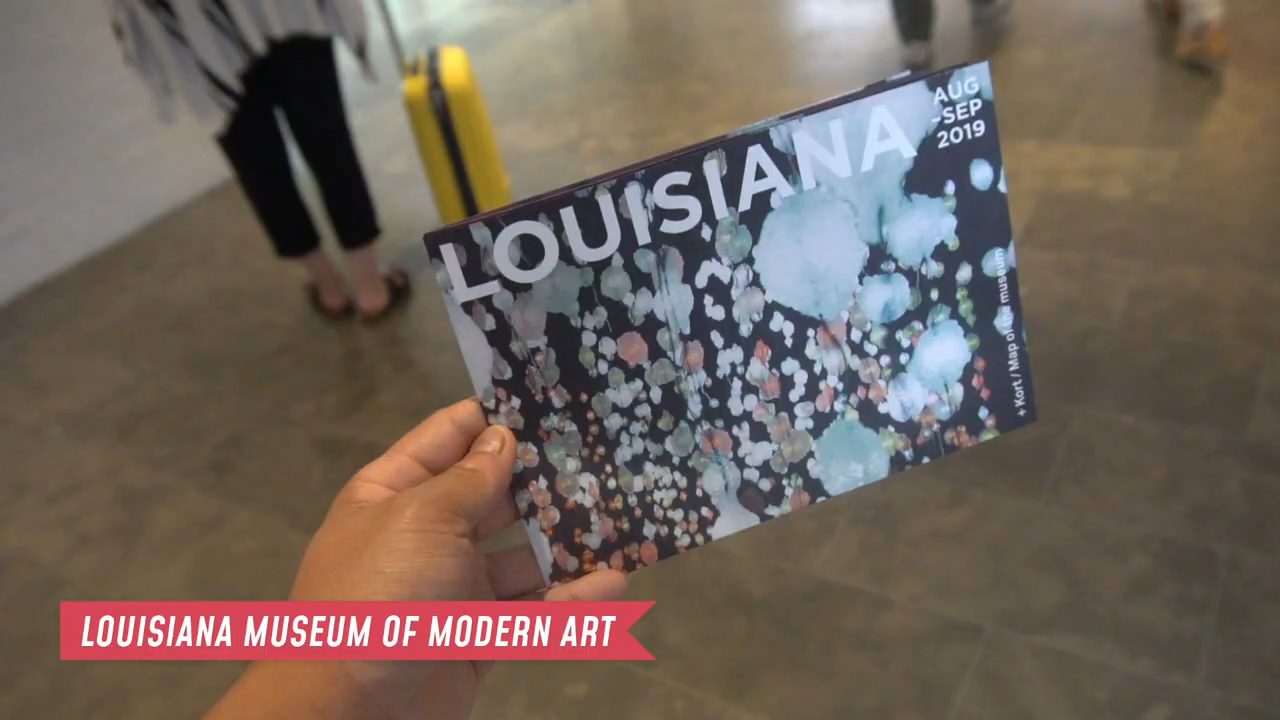 LOUISIANA
AUG
-SEP
2019
+ Kort / Map of the museum
LOUISIANA MUSEUM OF MODERN ART